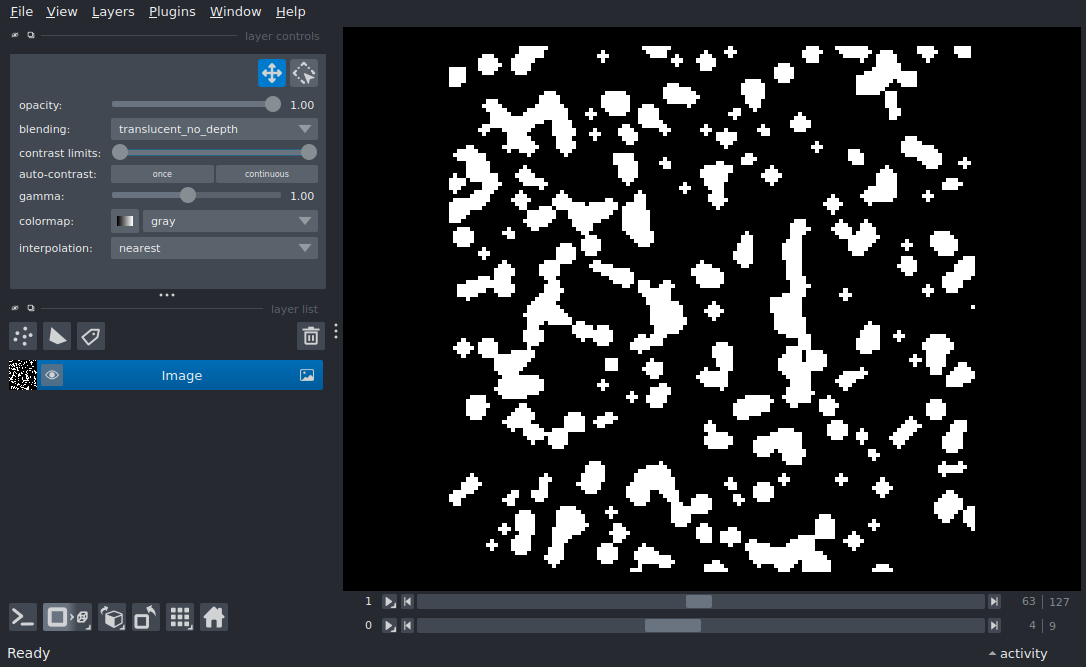 File View Layers Plugins Window Help
layer controls
opacity: 1.00
blending: translucent_no_depth
contrast limits:
auto-contrast: once continuous
gamma: 1.00
colormap: gray
interpolation: nearest
layer list
Image
1 63 127
0 4 9
Ready activity